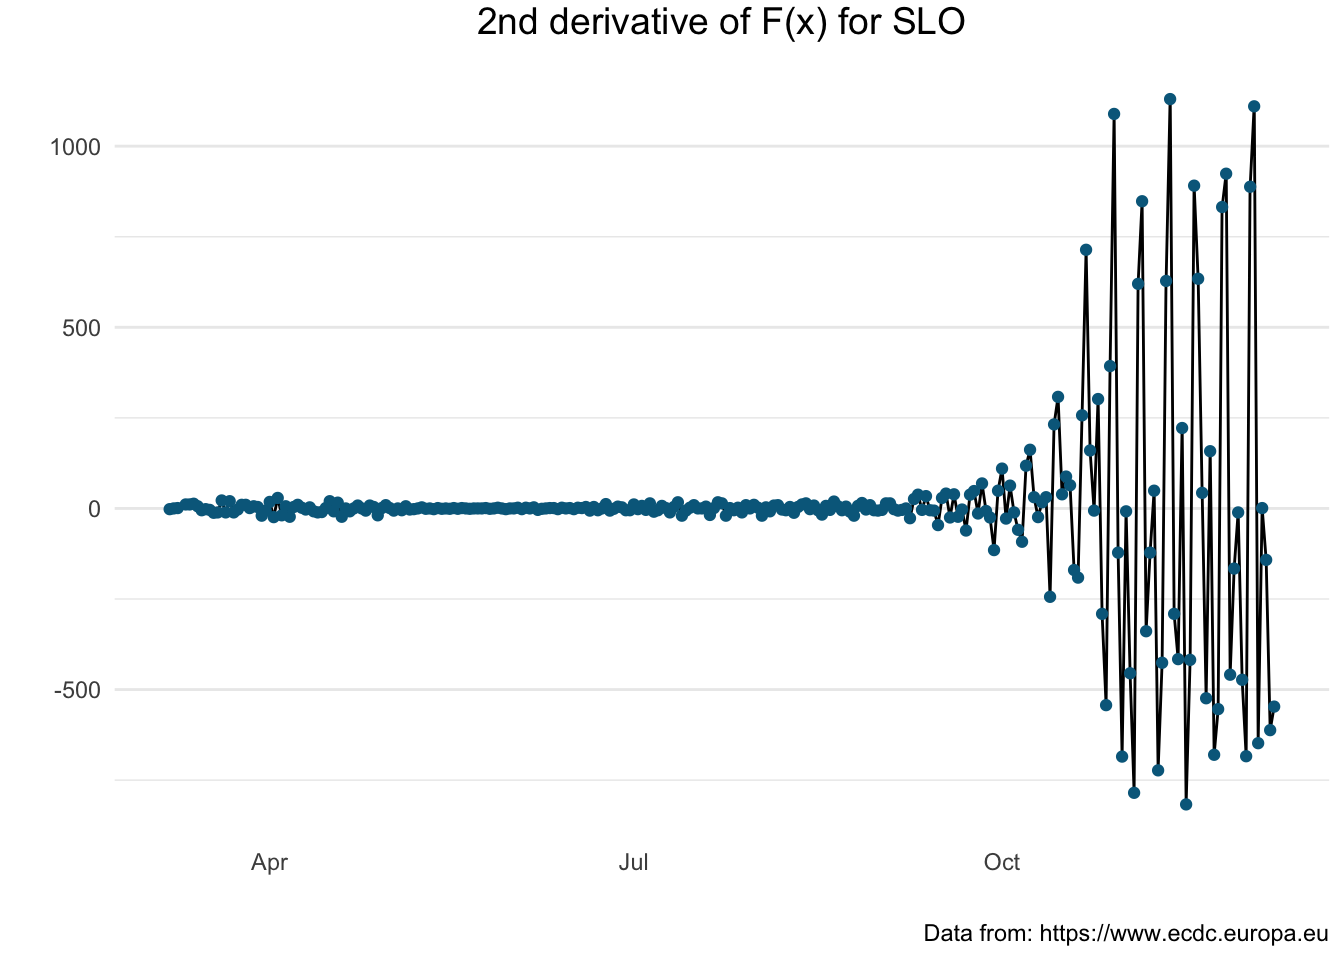 2nd derivative of F(x) for SLO
1000
500
0
-500
Apr Jul Oct
Data from: https://www.ecdc.europa.eu